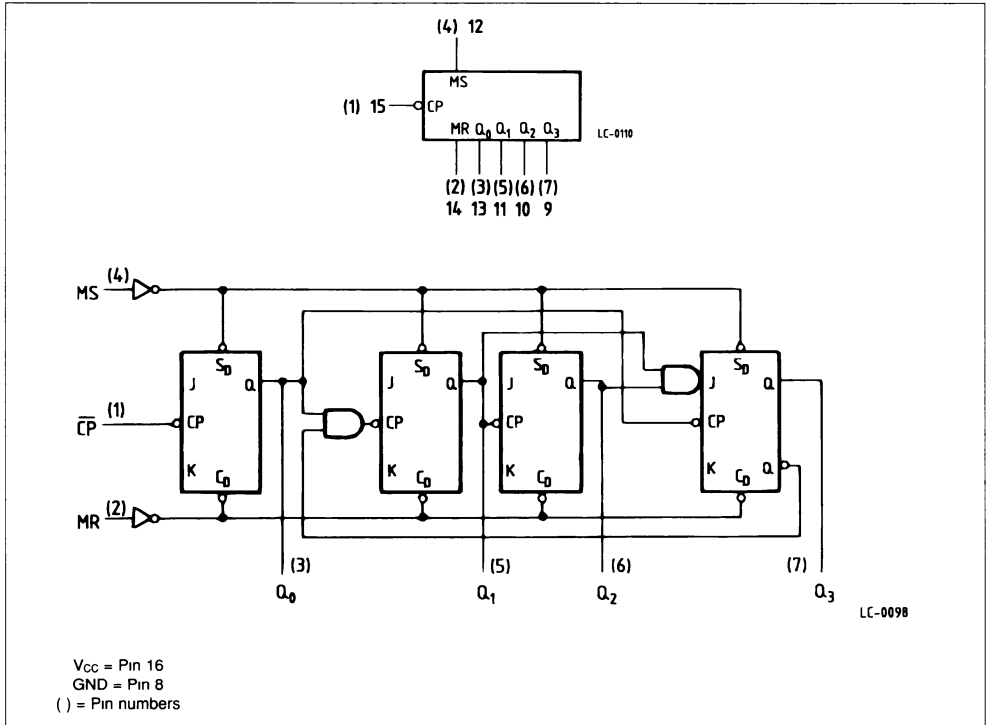 (4) 12
MS
(1) 15 CP
MR Q0 Q1 Q2 Q3
LC-0110
(2) (3) (5) (6) (7)
14 13 11 10 9
MS (4)
SD SD SD SD
J Q J Q J Q J Q
CP (1) CP CP CP CP
K K K K Q
CD CD CD CD
MR (2)
(3) (5) (6) (7)
Q0 Q1 Q2 Q3
LC-009B
VCC = Pin 16
GND = Pin 8
( ) = Pin numbers